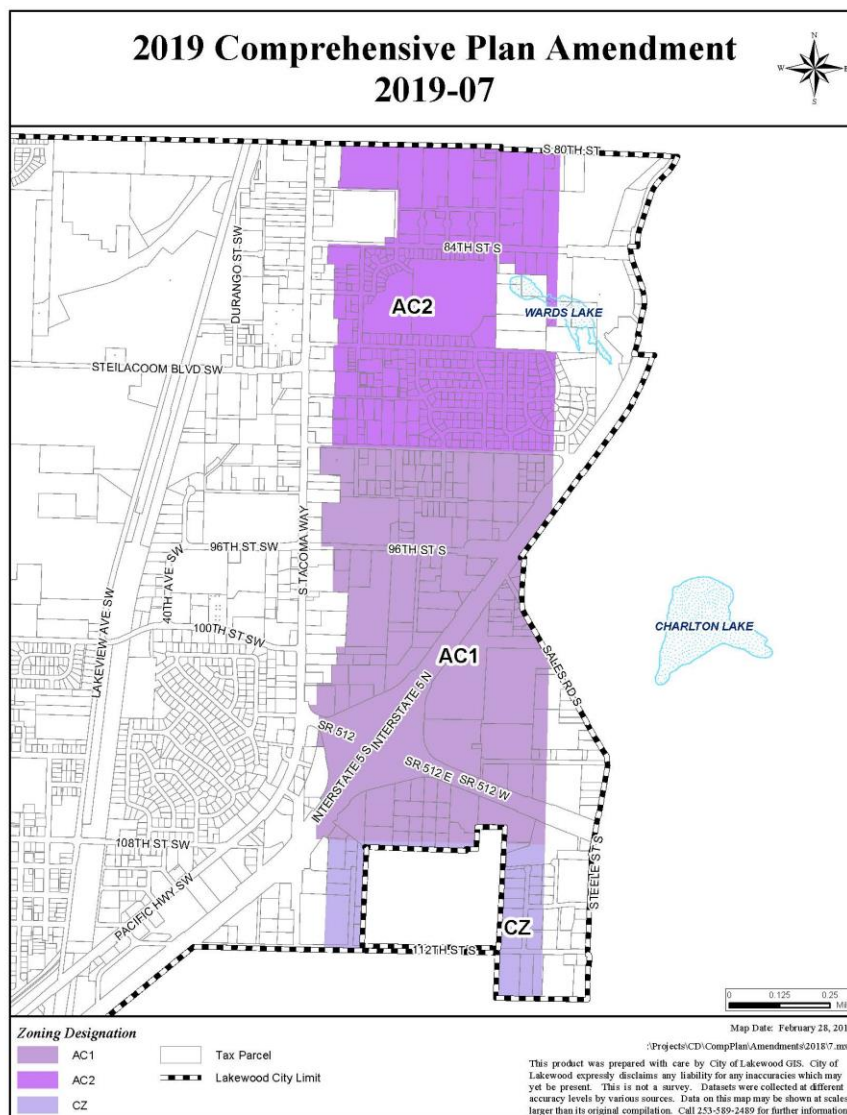 2019 Comprehensive Plan Amendment
2019-07
N
W
E
S
S 80TH ST
DURANGO ST SW
84TH ST S
AC2
WARDS LAKE
STEILACOOM BLVD SW
S TACOMA WAY
96TH ST SW
96TH ST S
40TH AVE SW
100TH ST SW
LAKEVIEW AVE SW
CHARLTON LAKE
AC1
SALES RD S
INTERSTATE 5 N
SR 512
INTERSTATE 5 S
SR 512 E
SR 512 W
108TH ST SW
PACIFIC HWY SW
STEELE ST S
CZ
112TH ST S
0 0.125 0.25
Mil
Zoning Designation
AC1
AC2
CZ
Tax Parcel
Lakewood City Limit
Map Date: February 28, 201
:\Projects\CD\CompPlan\Amendments\2018\7.mx
This product was prepared with care by City of Lakewood GIS. City of
Lakewood expressly disclaims any liability for any inaccuracies which may
yet be present. This is not a survey. Datasets were collected at different
accuracy levels by various sources. Data on this map may be shown at scales
larger than its original compilation. Call 253-589-2489 for further information